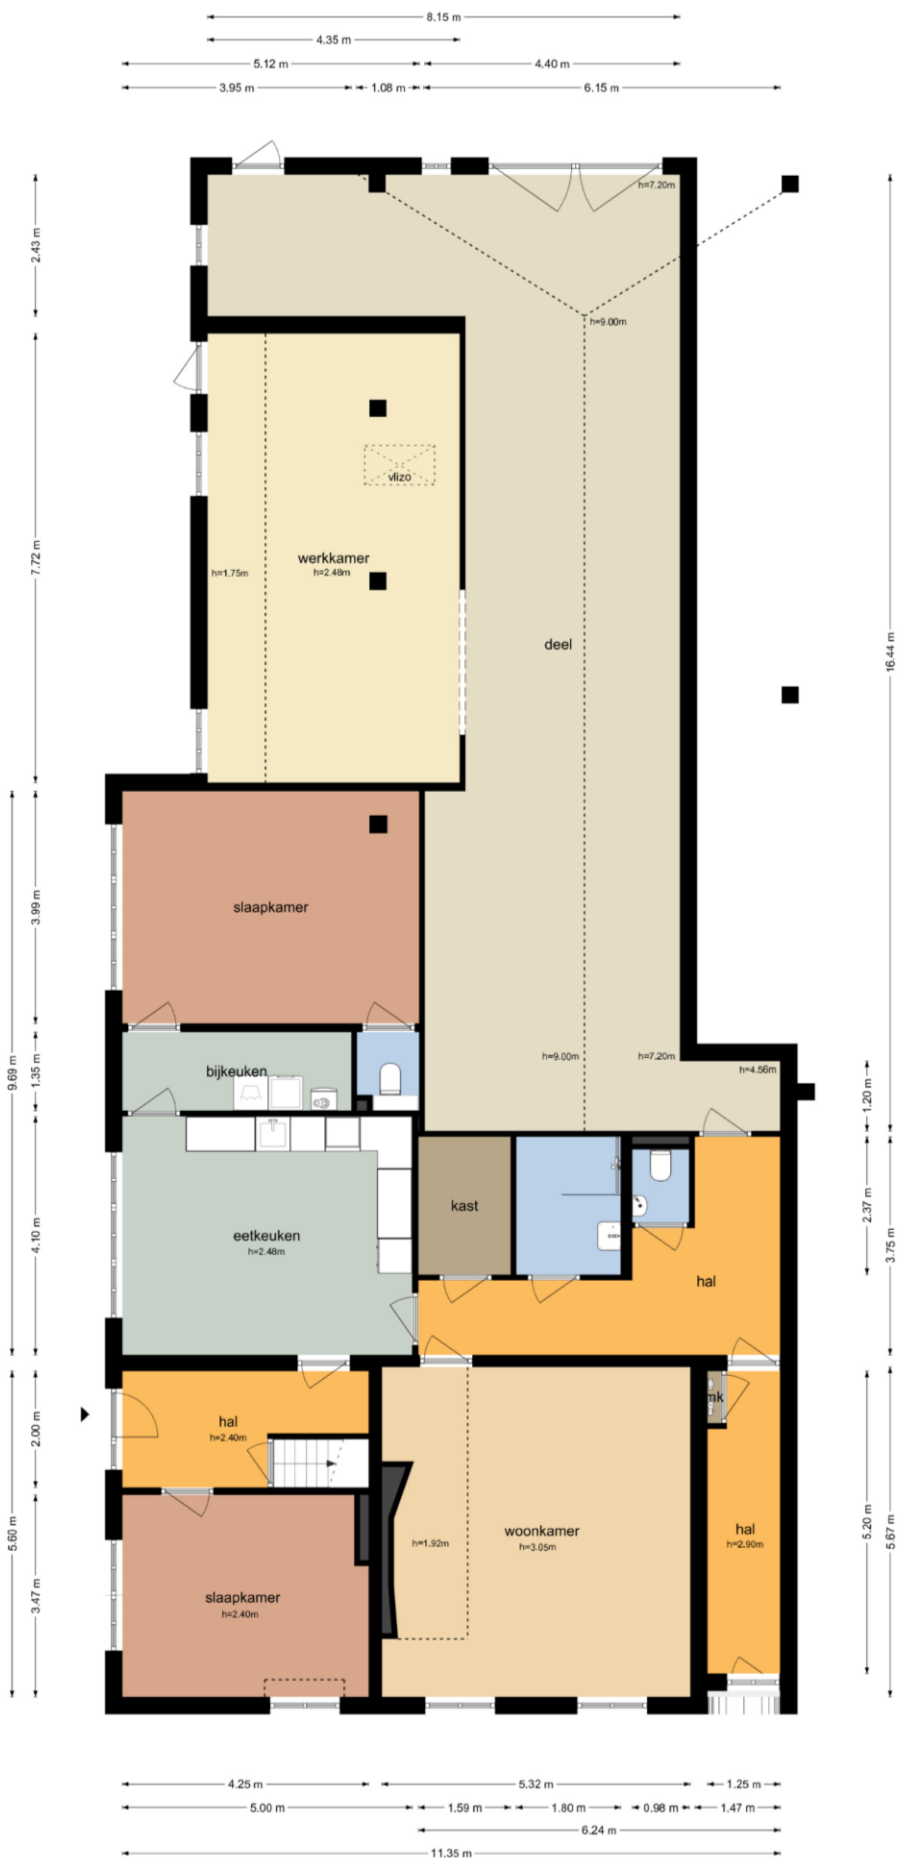 8.15 m
4.35 m
5.12 m
4.40 m
3.95 m
1.08 m
6.15 m
h=7.20m
2.43 m
h=9.00m
vlizo
werkkamer
h=1.75m
h=2.48m
7.72 m
deel
16.44 m
slaapkamer
3.99 m
h=9.00m
h=7.20m
h=4.56m
bijkeuken
9.69 m
1.35 m
1.20 m
kast
eetkeuken
h=2.48m
4.10 m
hal
2.37 m
3.75 m
hal
h=2.40m
2.00 m
mk
woonkamer
h=3.05m
h=1.92m
hal
h=2.90m
5.60 m
5.20 m
5.67 m
slaapkamer
h=2.40m
3.47 m
4.25 m
5.32 m
1.25 m
5.00 m
1.59 m
1.80 m
0.98 m
1.47 m
6.24 m
11.35 m